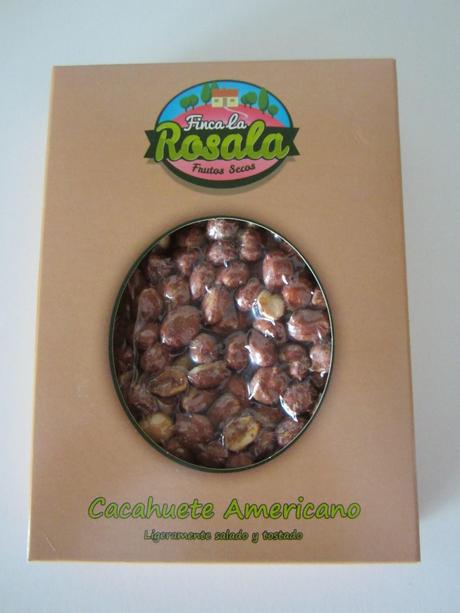 Finca la
Rosala
Frutos Secos
Cacahuete Americano
Ligeramente salado y tostado